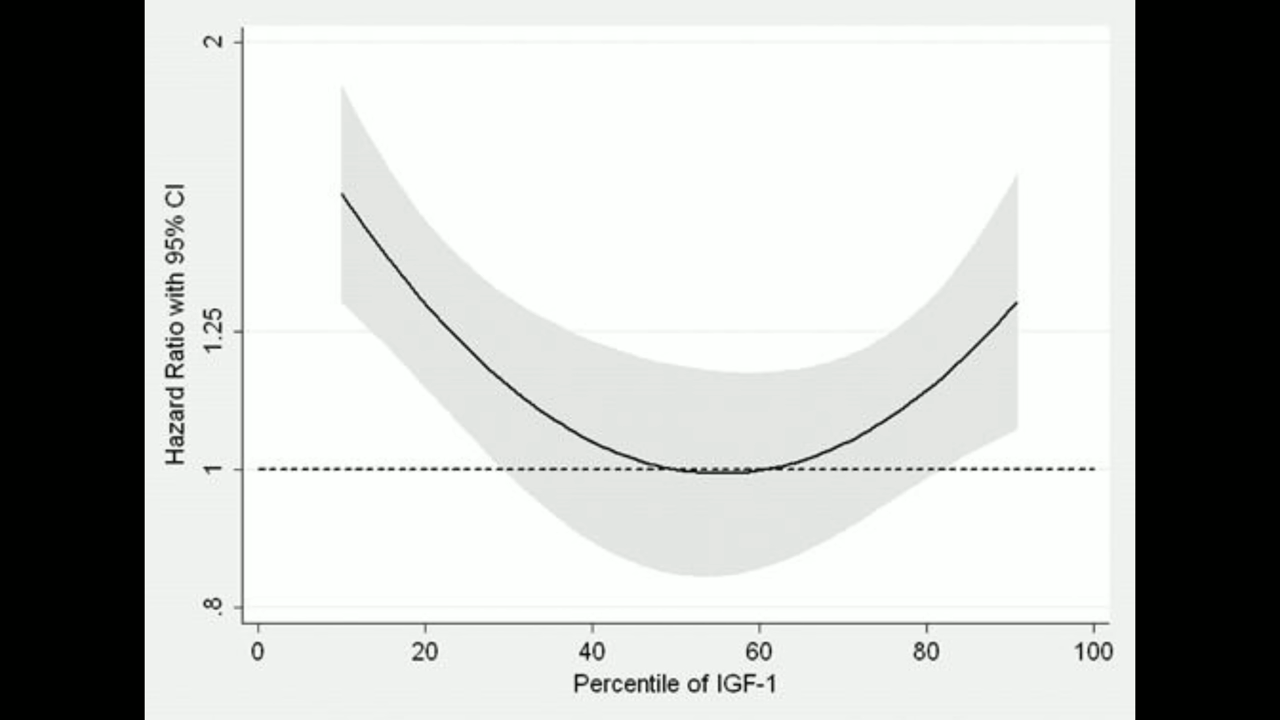 Hazard Ratio with 95% CI
2
1.25
1
.8
0 20 40 60 80 100
Percentile of IGF-1